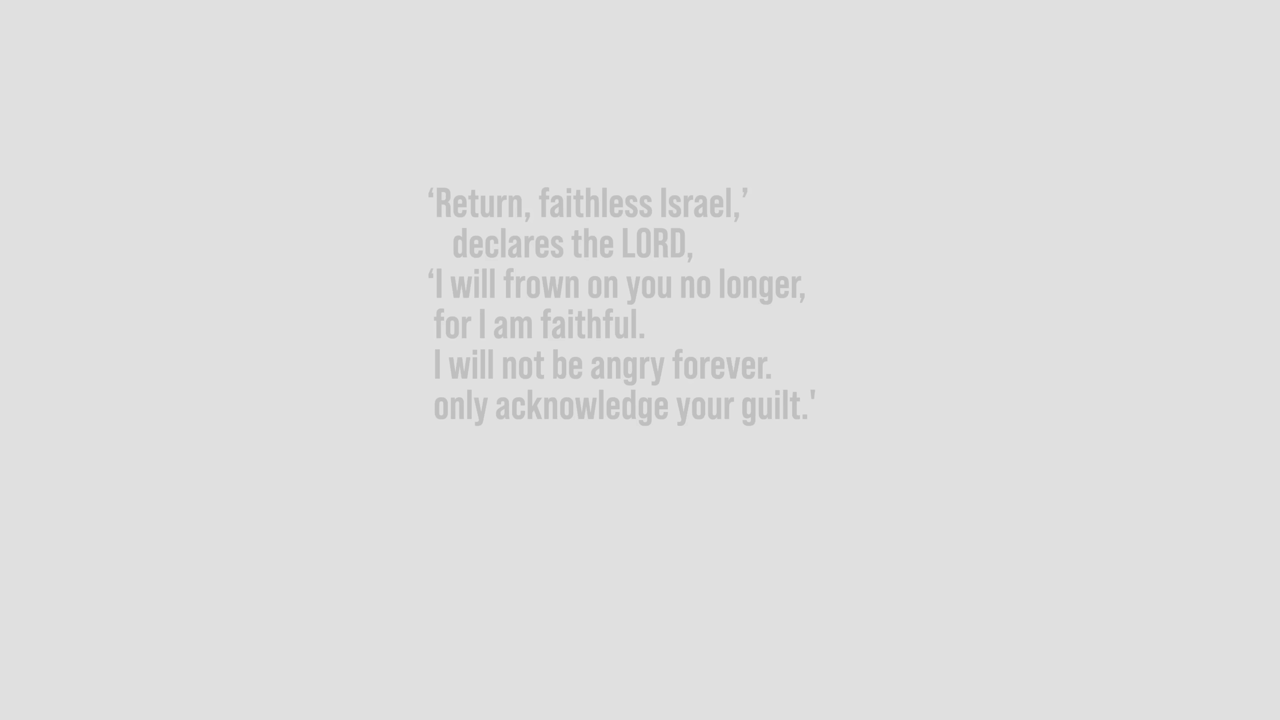 ‘Return, faithless Israel,’
declares the LORD,
‘I will frown on you no longer,
for I am faithful.
I will not be angry forever.
only acknowledge your guilt.'